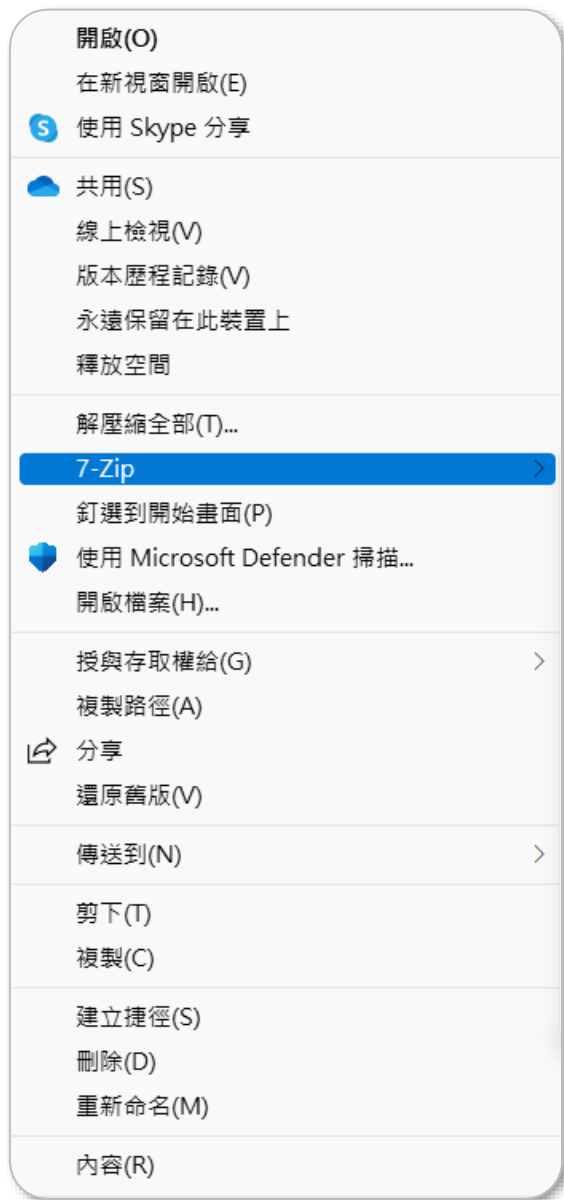 開啟(O)
在新視窗開啟(E)
使用 Skype 分享
共用(S)
線上檢視(V)
版本歷程記錄(V)
永遠保留在此裝置上
釋放空間
解壓縮全部(T)...
7-Zip
釘選到開始畫面(P)
使用 Microsoft Defender 掃描...
開啟檔案(H)...
授與存取權給(G)
複製路徑(A)
分享
還原舊版(V)
傳送到(N)
剪下(T)
複製(C)
建立捷徑(S)
刪除(D)
重新命名(M)
內容(R)